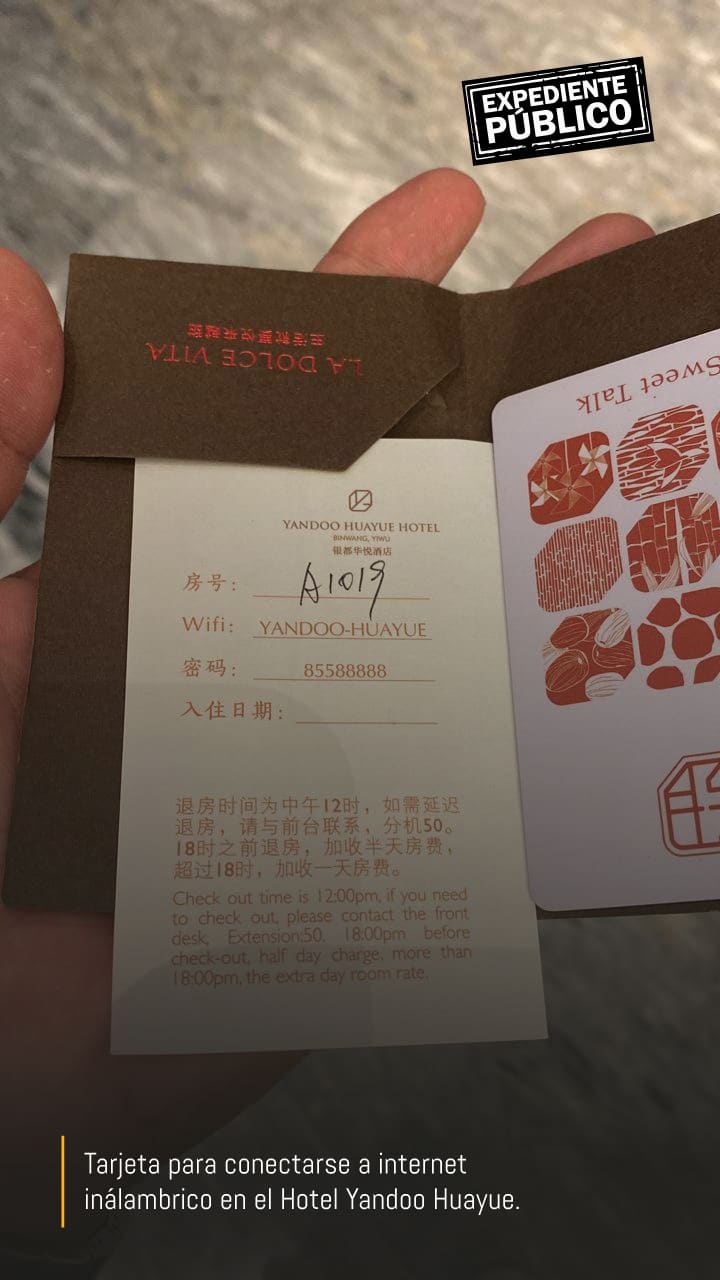 EXPEDIENTE
PÚBLICO
LA DOLCE VITA
Sweet Talk
YANDOO HUAYUE HOTEL
BINWANG, YIWU
银都华悦酒店
房号: A1019
Wifi: YANDOO-HUAYUE
密码: 85588888
入住日期:
退房时间为中午12时，如需延迟
退房，请与前台联系，分机50。
18时之前退房，加收半天房费，
超过18时，加收一天房费。
Check out time is 12:00pm, if you need
to check out, please contact the front
desk, Extension:50. 18:00pm before
check-out, half day charge, more than
18:00pm, the extra day room rate.
Tarjeta para conectarse a internet
inálambrico en el Hotel Yandoo Huayue.